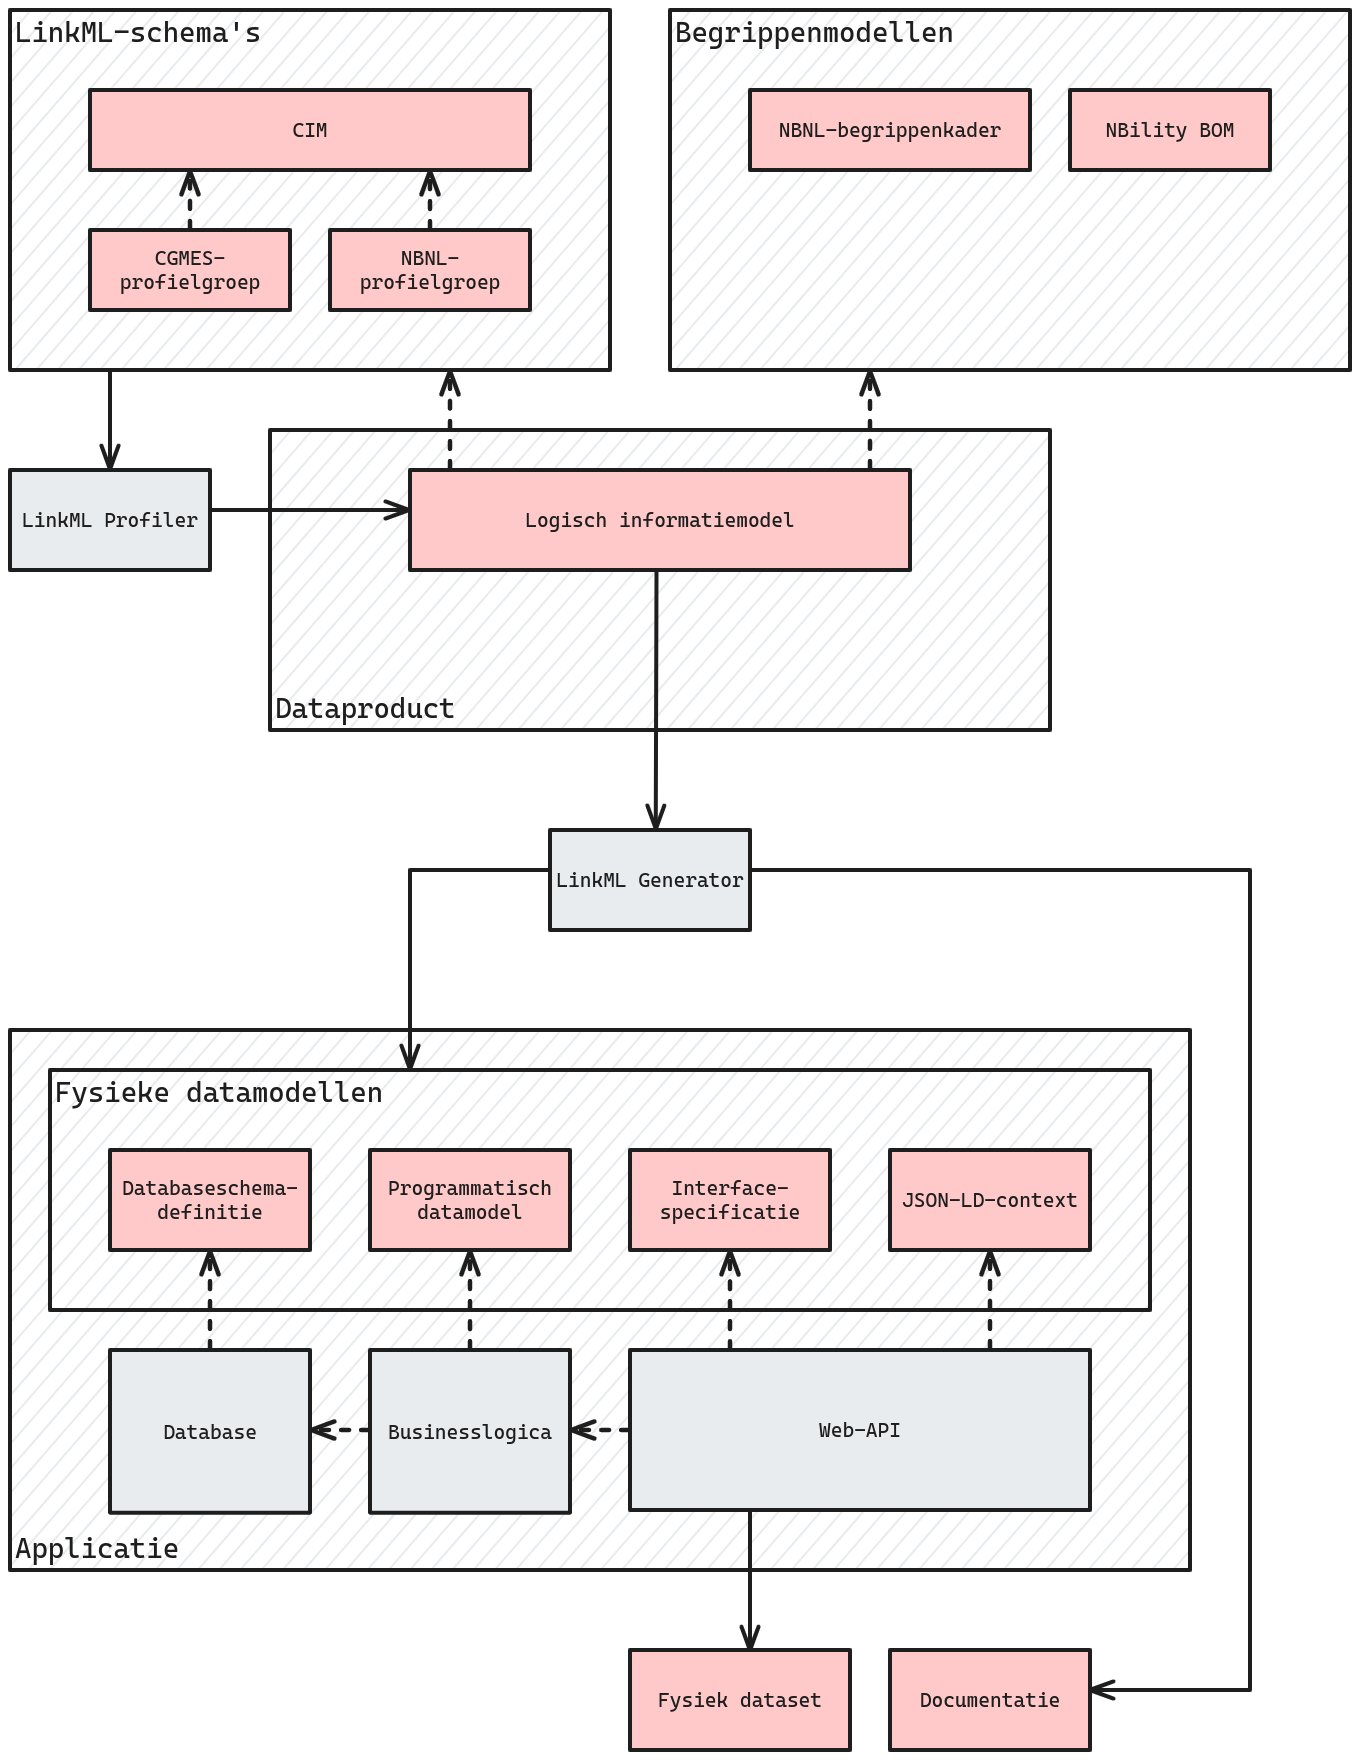 LinkML-schema's
Begrippenmodellen
CIM
NBNL-begrippenkader
NBility BOM
CGMES-
profielgroep
NBNL-
profielgroep
LinkML Profiler
Logisch informatiemodel
Dataproduct
LinkML Generator
Fysieke datamodellen
Databaseschema-
definitie
Programmatisch
datamodel
Interface-
specificatie
JSON-LD-context
Database
Businesslogica
Web-API
Applicatie
Fysiek dataset
Documentatie